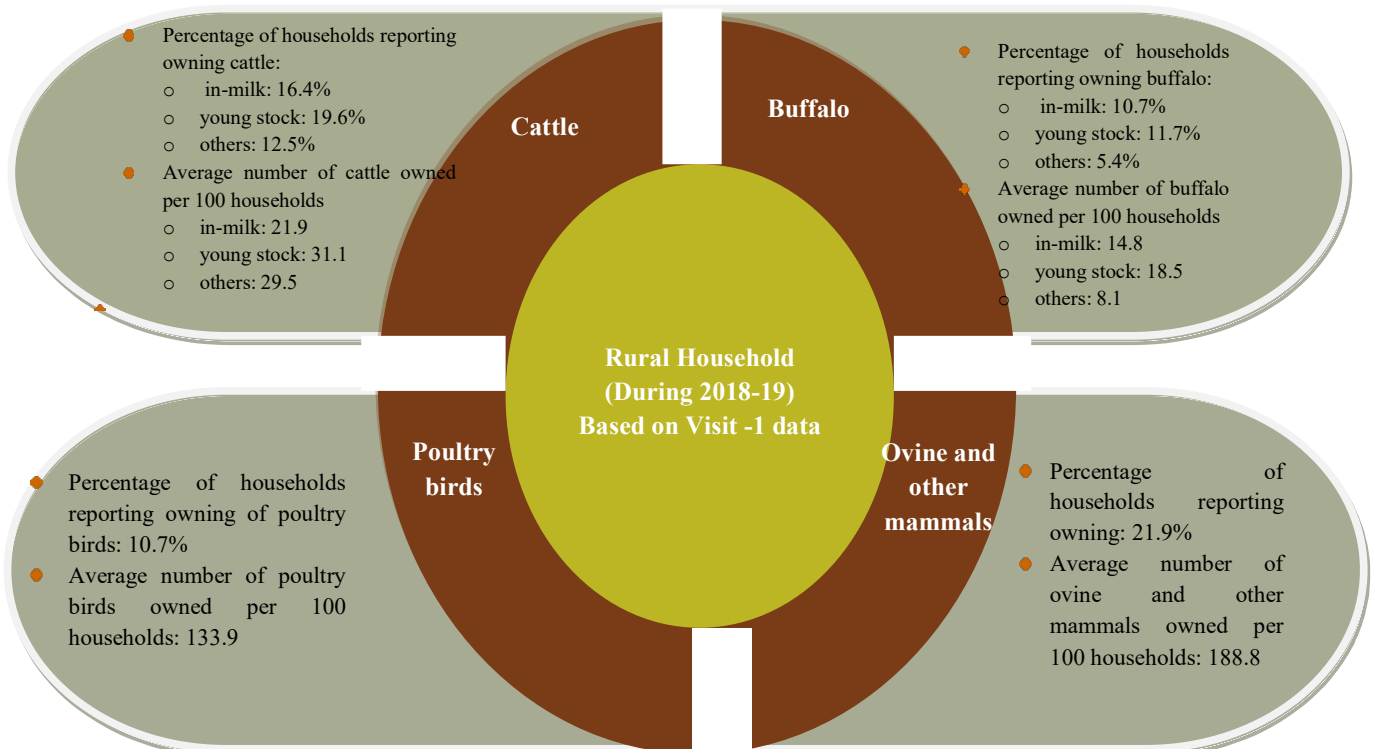 Percentage of households reporting
owning cattle:
o in-milk: 16.4%
o young stock: 19.6%
o others: 12.5%
Average number of cattle owned
per 100 households
o in-milk: 21.9
o young stock: 31.1
o others: 29.5
Cattle
Buffalo
Percentage of households
reporting owning buffalo:
o in-milk: 10.7%
o young stock: 11.7%
o others: 5.4%
Average number of buffalo
owned per 100 households
o in-milk: 14.8
o young stock: 18.5
o others: 8.1
Rural Household
(During 2018-19)
Based on Visit -1 data
Poultry
birds
Percentage of households
reporting owning of poultry
birds: 10.7%
Average number of poultry
birds owned per 100
households: 133.9
Ovine and
other
mammals
Percentage of
households reporting
owning: 21.9%
Average number of
ovine and other
mammals owned per
100 households: 188.8